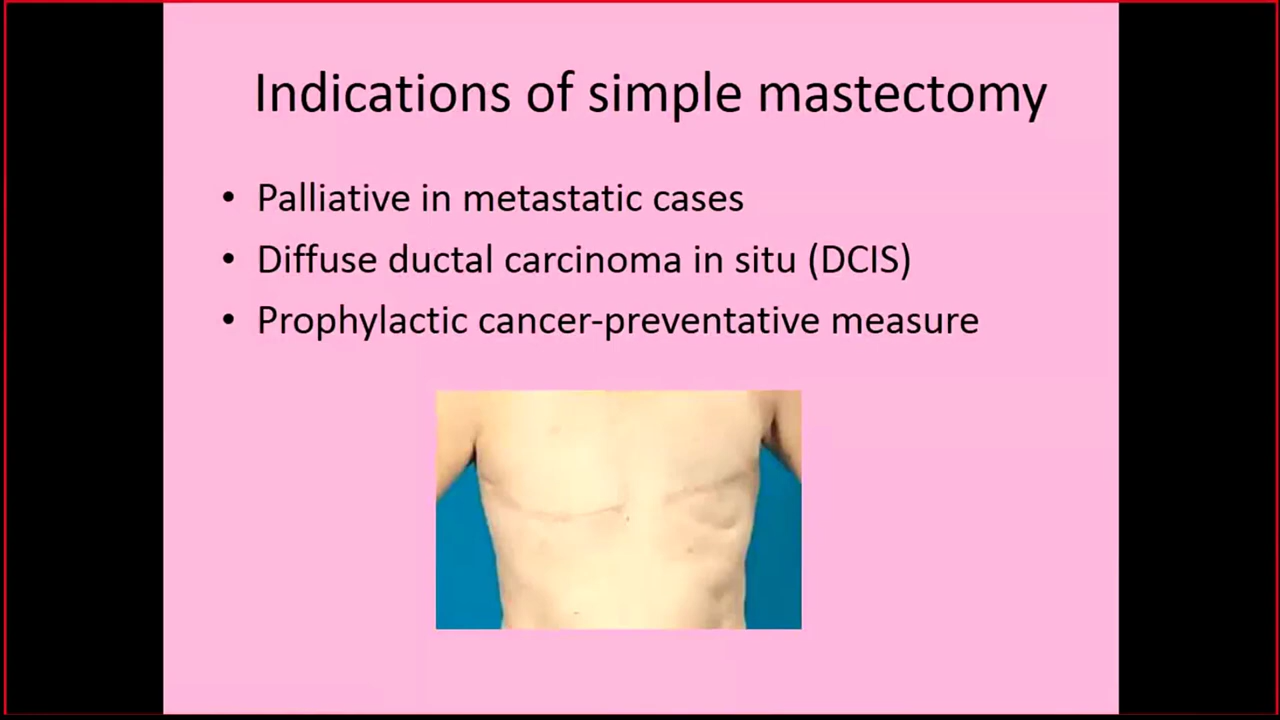 Indications of simple mastectomy
• Palliative in metastatic cases
• Diffuse ductal carcinoma in situ (DCIS)
• Prophylactic cancer-preventative measure